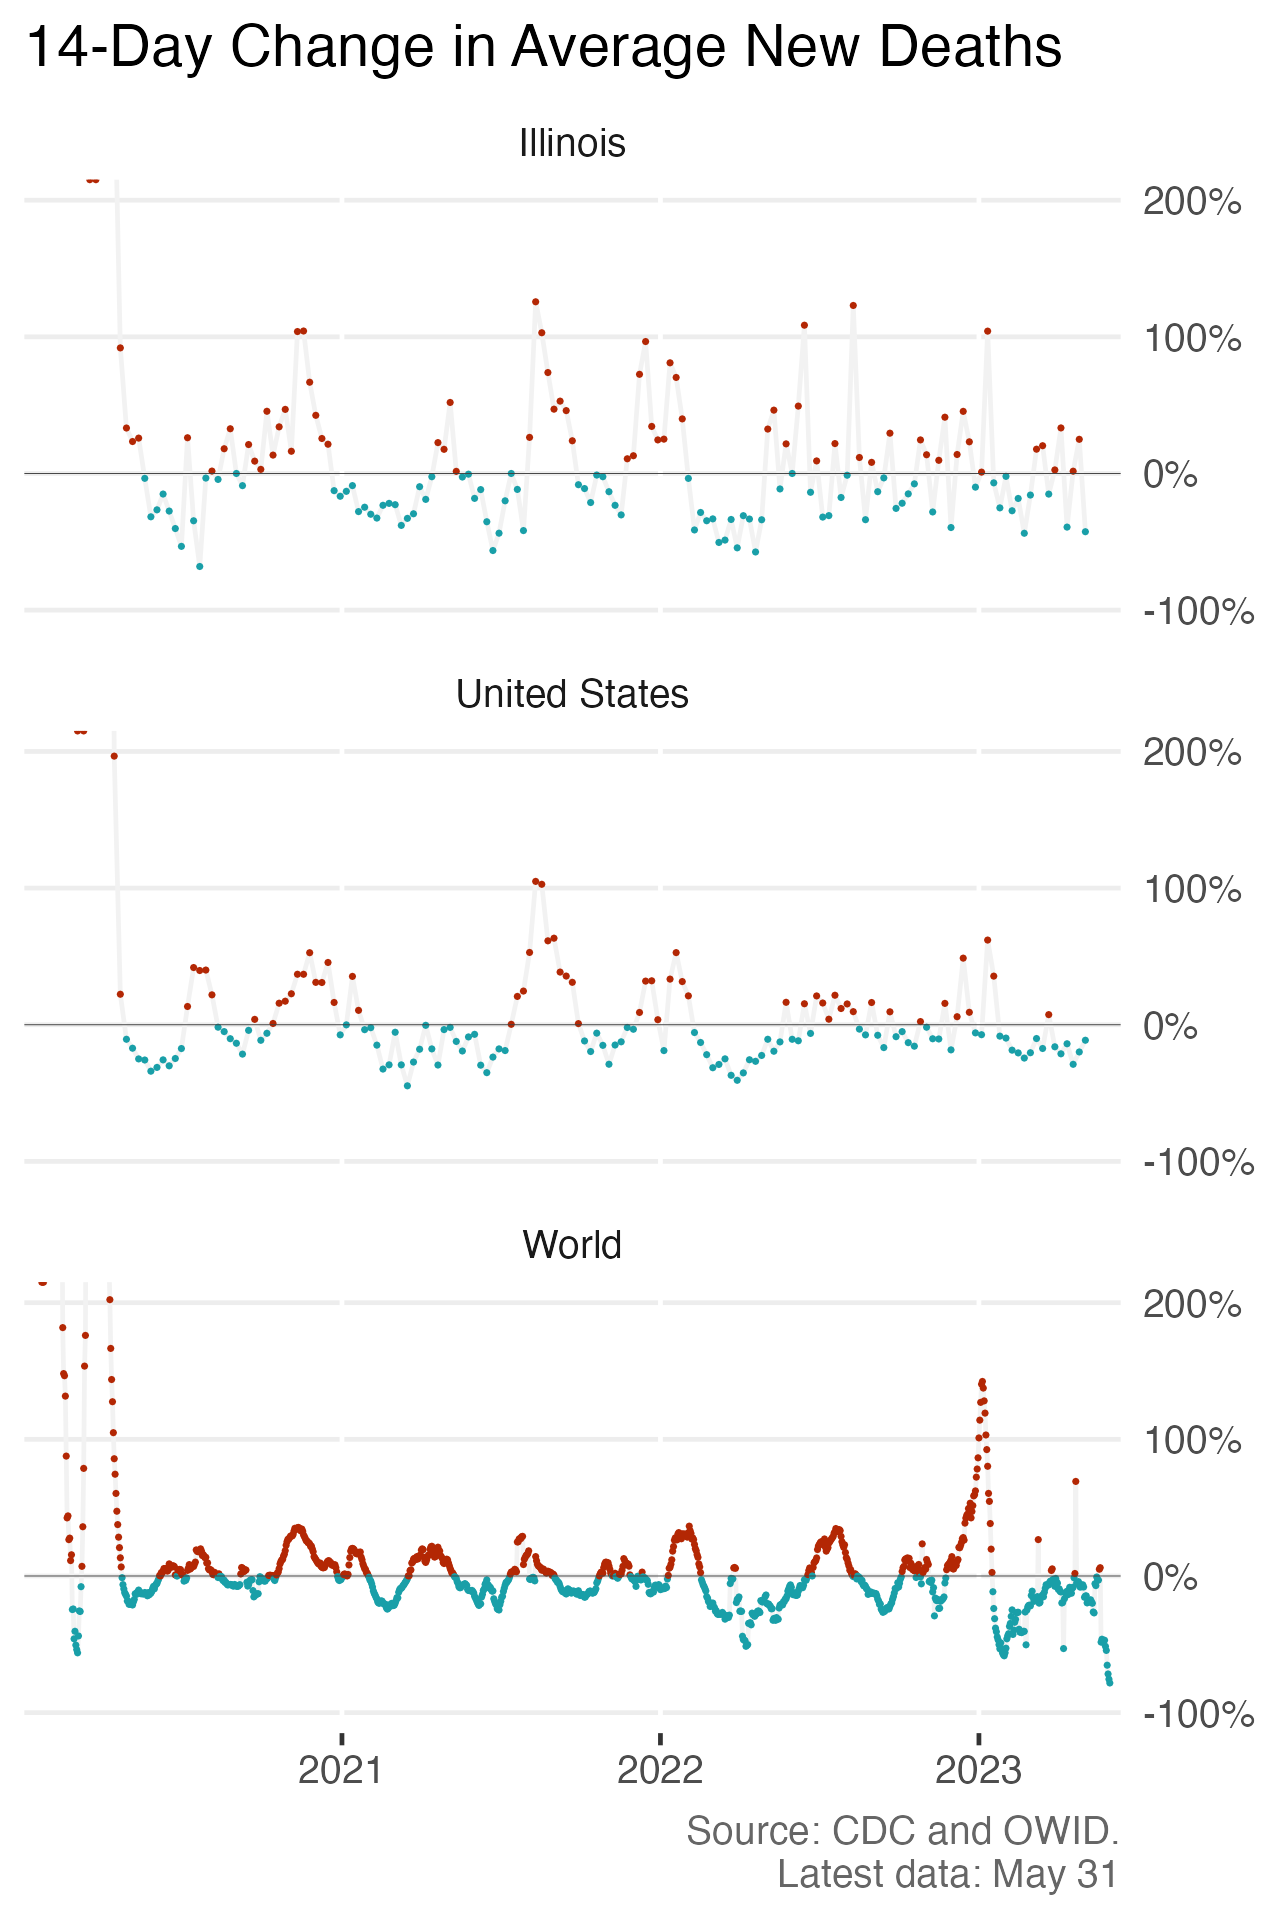 14-Day Change in Average New Deaths
Illinois
200%
100%
0%
-100%
United States
200%
100%
0%
-100%
World
200%
100%
0%
-100%
2021 2022 2023
Source: CDC and OWID.
Latest data: May 31